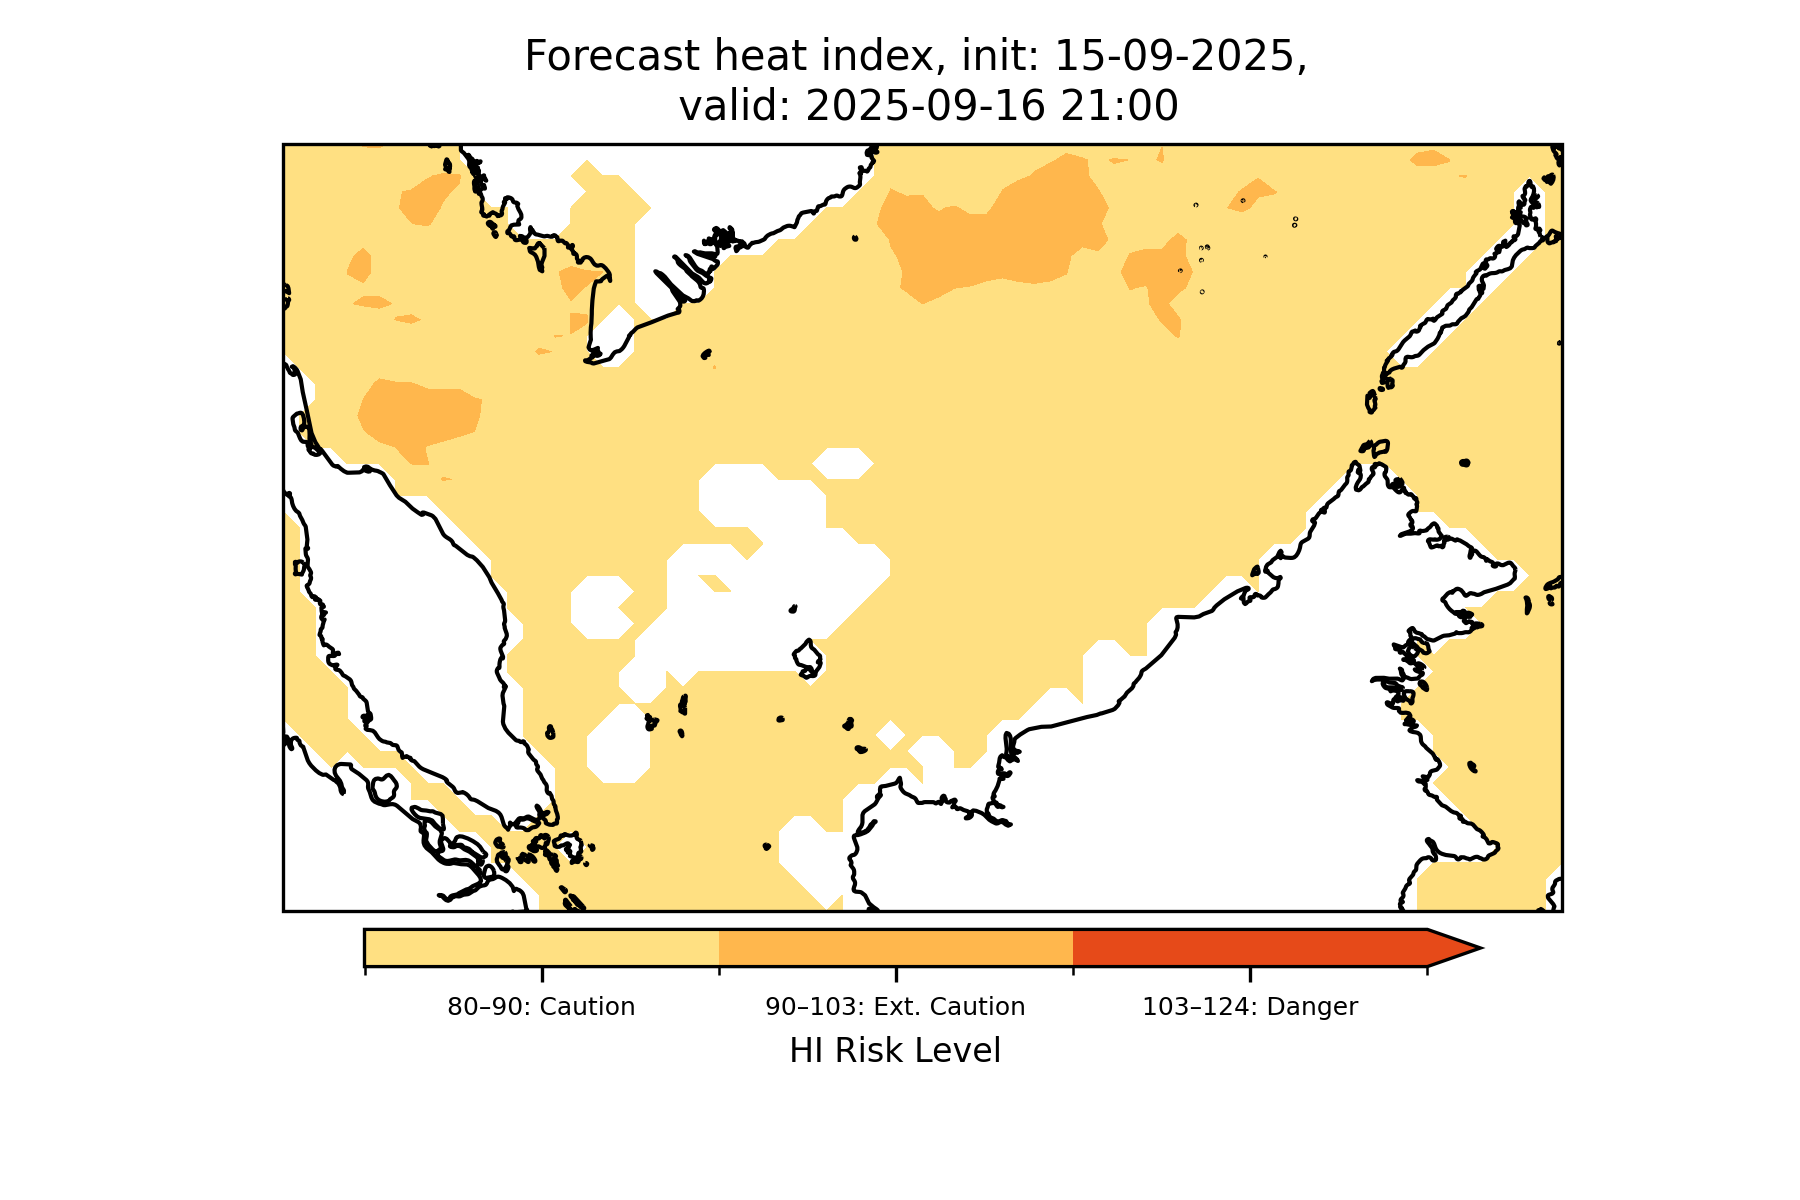 Forecast heat index, init: 15-09-2025,
valid: 2025-09-16 21:00
80–90: Caution
90–103: Ext. Caution
103–124: Danger
HI Risk Level